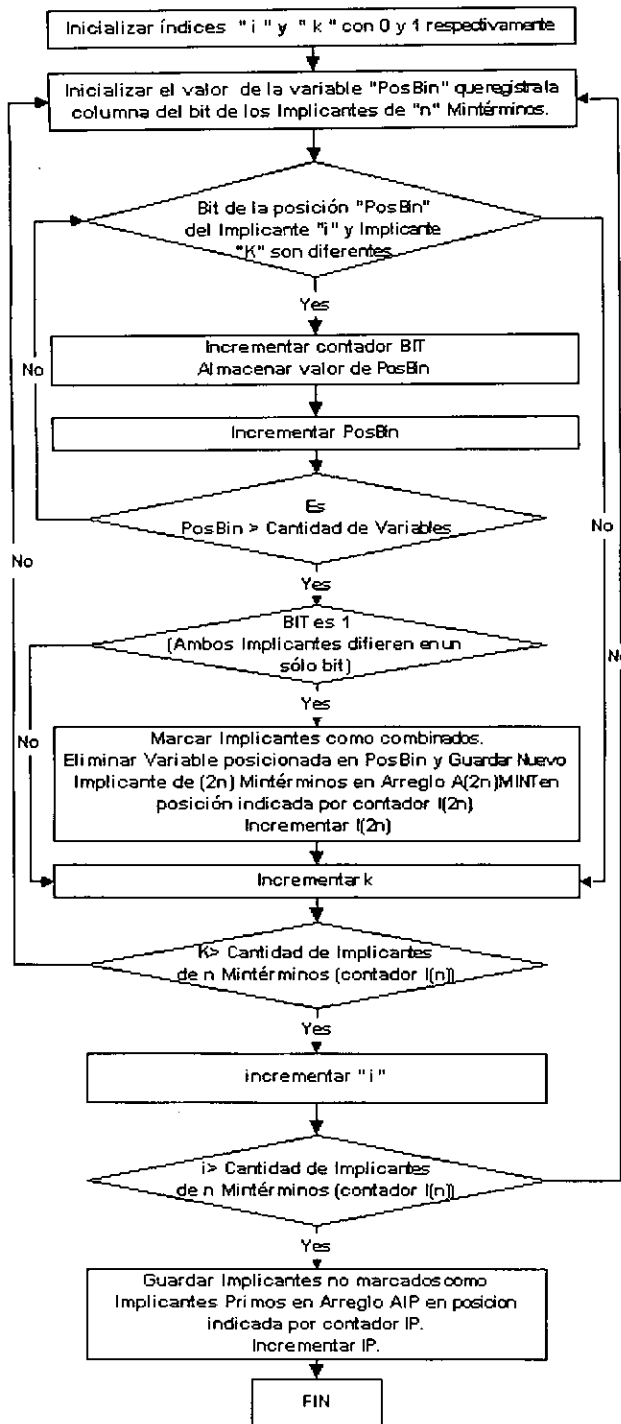 Inicializar índices "i" y "k" con 0 y 1 respectivamente
Inicializar el valor de la variable "PosBin" que registra la
columna del bit de los Implicantes de "n" Mintérminos.
Bit de la posición "PosBin"
del Implicante "i" y Implicante
"K" son diferentes
Yes
No
Incrementar contador BIT
Almacenar valor de PosBin
Incrementar PosBin
Es
PosBin > Cantidad de Variables
No
No
Yes
BIT es 1
(Ambos Implicantes difieren en un
sólo bit)
No
Yes
No
Marcar Implicantes como combinados.
Eliminar Variable posicionada en PosBin y Guardar Nuevo
Implicante de (2n) Mintérminos en Arreglo A(2n)MINT en
posición indicada por contador I(2n)
Incrementar I(2n)
Incrementar k
K> Cantidad de Implicantes
de n Mintérminos (contador I(n))
Yes
incrementar "i"
i> Cantidad de Implicantes
de n Mintérminos (contador I(n))
Yes
Guardar Implicantes no marcados como
Implicantes Primos en Arreglo AIP en posicion
indicada por contador IP.
Incrementar IP.
FIN